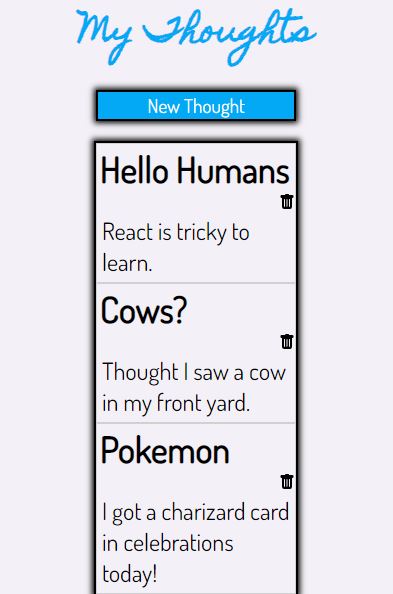 My Thoughts
New Thought
Hello Humans
React is tricky to
learn.
Cows?
Thought I saw a cow
in my front yard.
Pokemon
I got a charizard card
in celebrations
today!